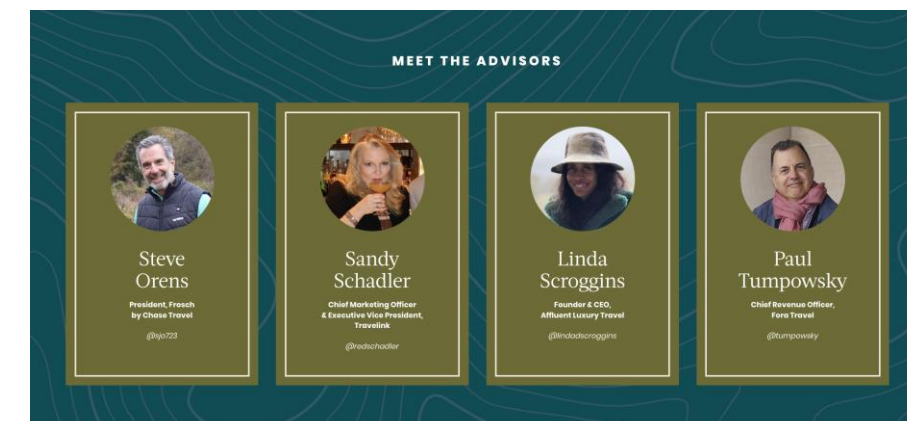 MEET THE ADVISORS
Steve
Orens
President, Frosch
by Chase Travel
@sjo723
Sandy
Schadler
Chief Marketing Officer
& Executive Vice President,
Travelink
@redschadler
Linda
Scroggins
Founder & CEO,
Affluent Luxury Travel
@lindadscroggins
Paul
Tumpowsky
Chief Revenue Officer,
Fora Travel
@tumpowsky